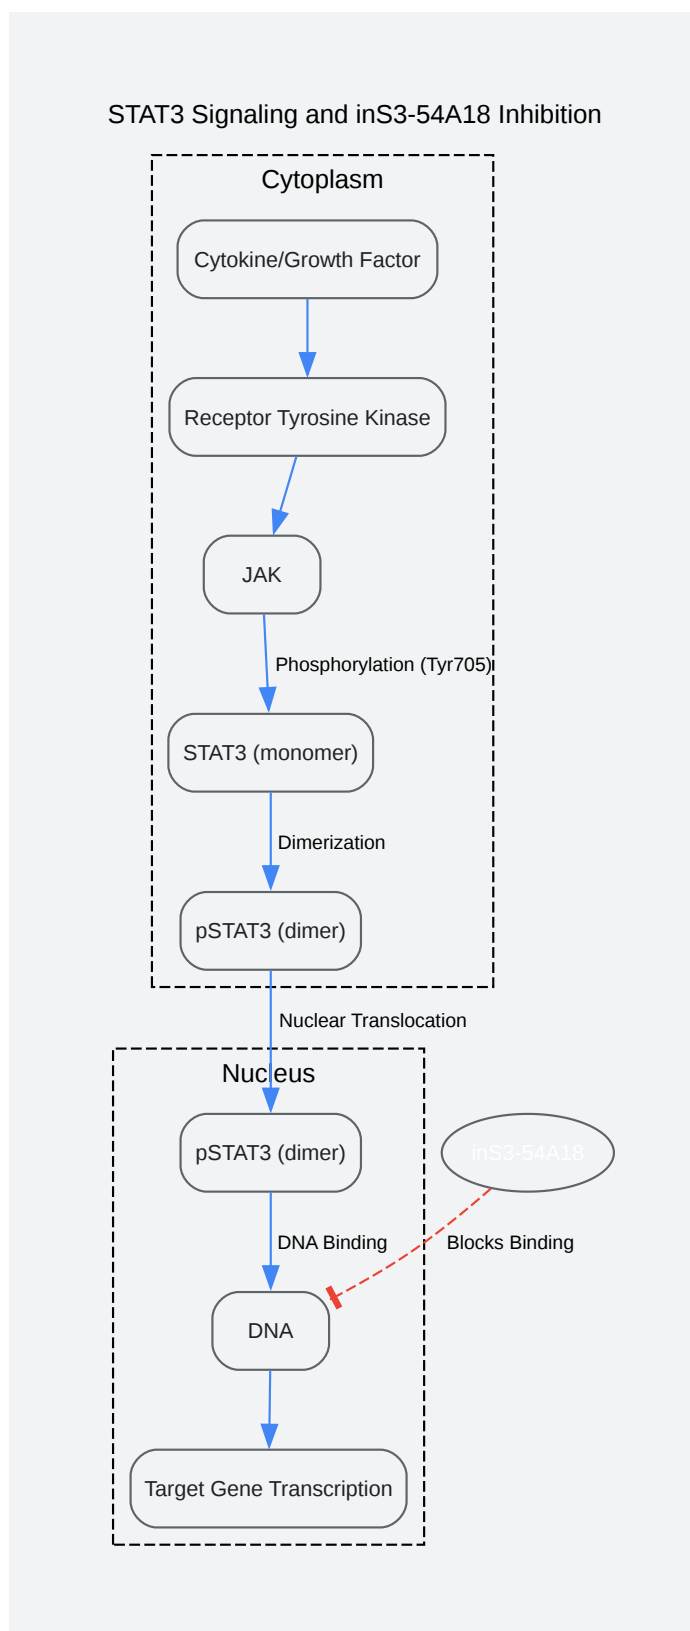 STAT3 Signaling and inS3-54A18 Inhibition
Cytoplasm
Cytokine/Growth Factor
Receptor Tyrosine Kinase
JAK
Phosphorylation (Tyr705)
STAT3 (monomer)
Dimerization
pSTAT3 (dimer)
Nuclear Translocation
Nucleus
pSTAT3 (dimer)
inS3-54A18
DNA Binding
Blocks Binding
DNA
Target Gene Transcription